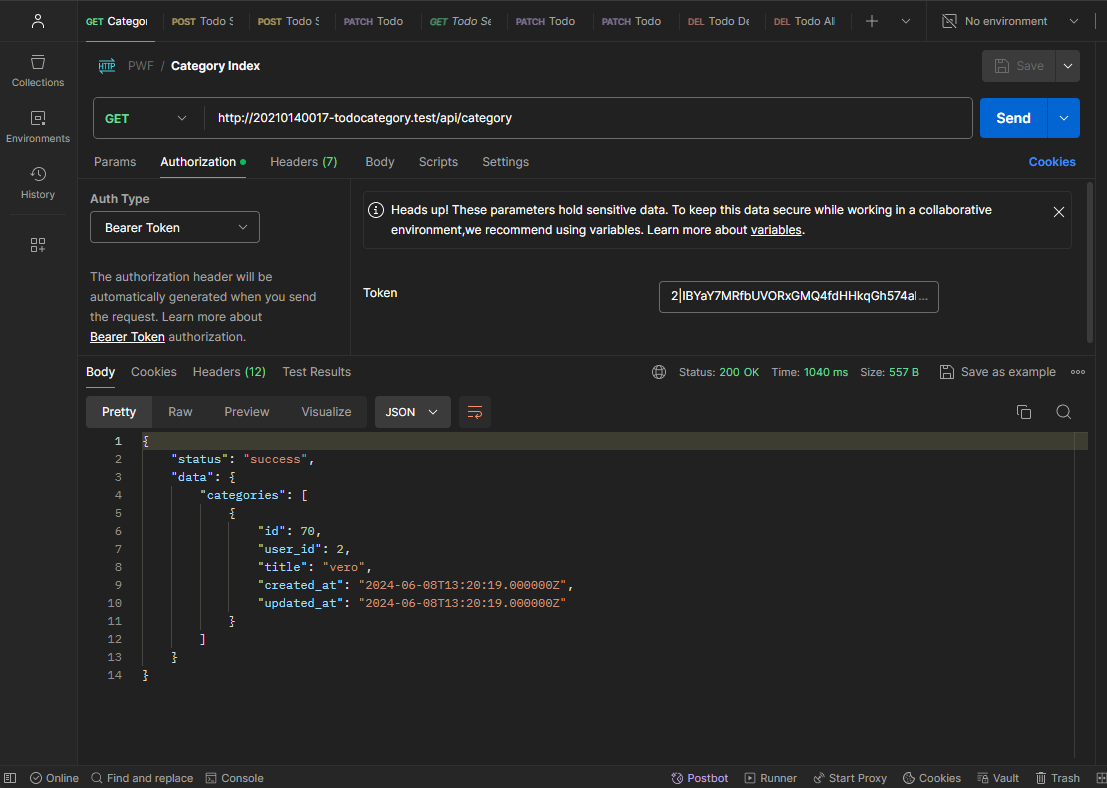 GET Categor
POST Todo S
POST Todo S
PATCH Todo
GET Todo Se
PATCH Todo
PATCH Todo
DEL Todo De
DEL Todo All
No environment
Collections
Environments
History
HTTP PWF / Category Index
Save
GET
http://20210140017-todocategory.test/api/category
Send
Params Authorization Headers (7) Body Scripts Settings
Cookies
Auth Type
Bearer Token
The authorization header will be
automatically generated when you send
the request. Learn more about
Bearer Token authorization.
Heads up! These parameters hold sensitive data. To keep this data secure while working in a collaborative
environment,we recommend using variables. Learn more about variables.
Token
2|IBYaY7MRfbUVORxGMQ4fdHHkqGh574al...
Body Cookies Headers (12) Test Results
Status: 200 OK Time: 1040 ms Size: 557 B
Save as example
Pretty Raw Preview Visualize JSON
1 {
2 "status": "success",
3 "data": {
4 "categories": [
5 {
6 "id": 70,
7 "user_id": 2,
8 "title": "vero",
9 "created_at": "2024-06-08T13:20:19.000000Z",
10 "updated_at": "2024-06-08T13:20:19.000000Z"
11 }
12 ]
13 }
14 }
Online Find and replace Console
Postbot Runner Start Proxy Cookies Vault Trash